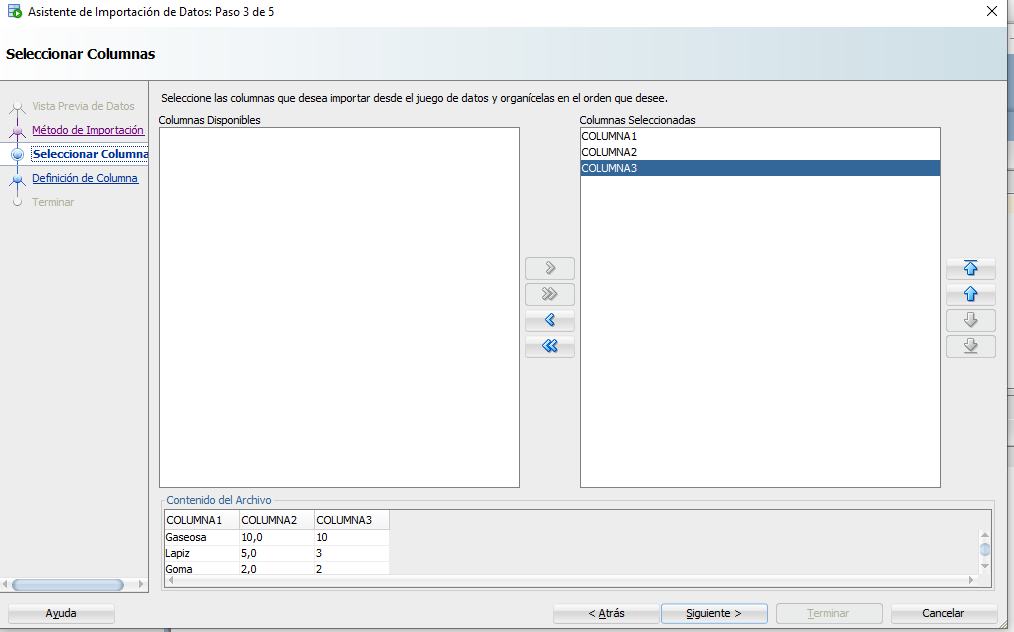 Asistente de Importación de Datos: Paso 3 de 5
Seleccionar Columnas
Vista Previa de Datos
Método de Importación
Seleccionar Columna
Definición de Columna
Terminar
Seleccione las columnas que desea importar desde el juego de datos y organícelas en el orden que desee.
Columnas Disponibles
Columnas Seleccionadas
COLUMNA1
COLUMNA2
COLUMNA3
Contenido del Archivo
COLUMNA1 COLUMNA2 COLUMNA3
Gaseosa 10,0 10
Lapiz 5,0 3
Goma 2,0 2
Ayuda < Atrás Siguiente > Terminar Cancelar